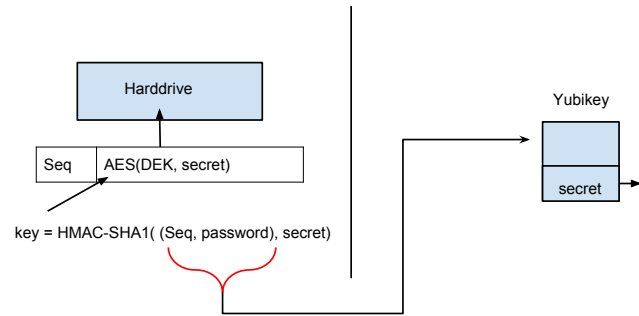 Harddrive
Yubikey
Seq AES(DEK, secret)
secret
key = HMAC-SHA1( (Seq, password), secret)